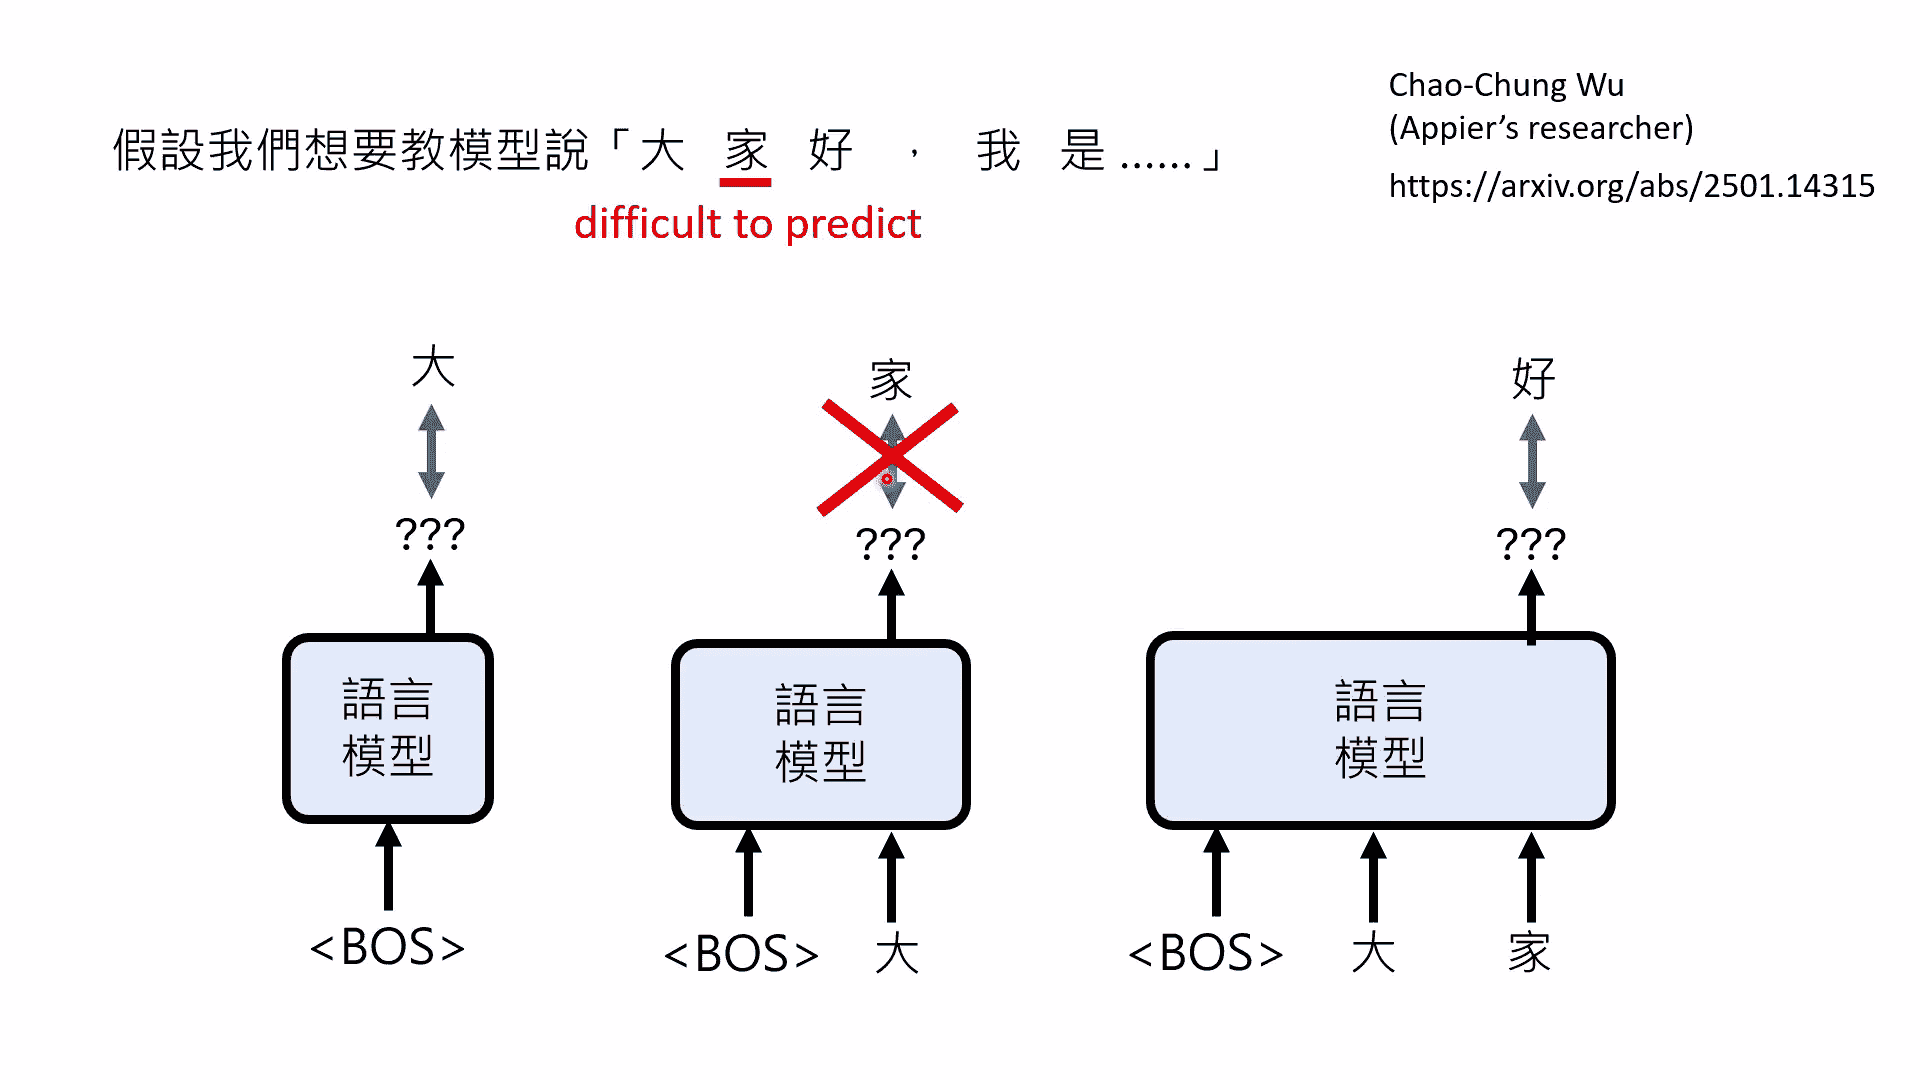 Chao-Chung Wu
(Appier’s researcher)
https://arxiv.org/abs/2501.14315
假設我們想要教模型說「大 家 好 , 我 是 ......」
difficult to predict
大
???
語言
模型
<BOS>
家
???
語言
模型
<BOS> 大
好
???
語言
模型
<BOS> 大 家